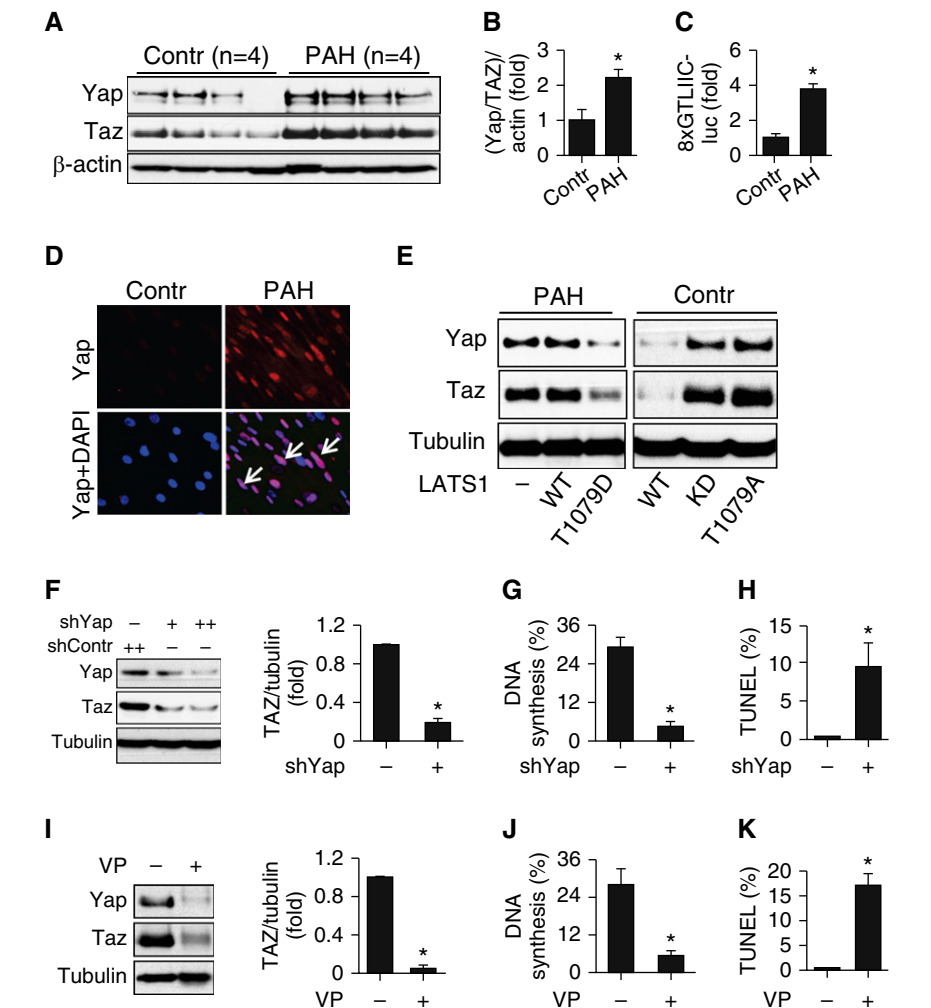 A
Contr (n=4) PAH (n=4)
Yap
Taz
β-actin
B
(Yap/TAZ)/
actin (fold)
3
2
1
0
*
Contr
PAH
C
8xGTLIIC-
luc (fold)
6
4
2
0
*
Contr
PAH
D
Contr PAH
Yap
Yap+DAPI
E
PAH Contr
Yap
Taz
Tubulin
LATS1 – WT T1079D WT KD T1079A
F
shYap – + ++
shContr ++ – –
Yap
Taz
Tubulin
TAZ/tubulin
(fold)
1.2
0.8
0.4
0
*
shYap – +
G
DNA
synthesis (%)
36
24
12
0
*
shYap – +
H
TUNEL (%)
15
10
5
0
*
shYap – +
I
VP – +
Yap
Taz
Tubulin
TAZ/tubulin
(fold)
1.2
0.8
0.4
0
*
VP – +
J
DNA
synthesis (%)
36
24
12
0
*
VP – +
K
TUNEL (%)
20
15
10
5
0
*
VP – +